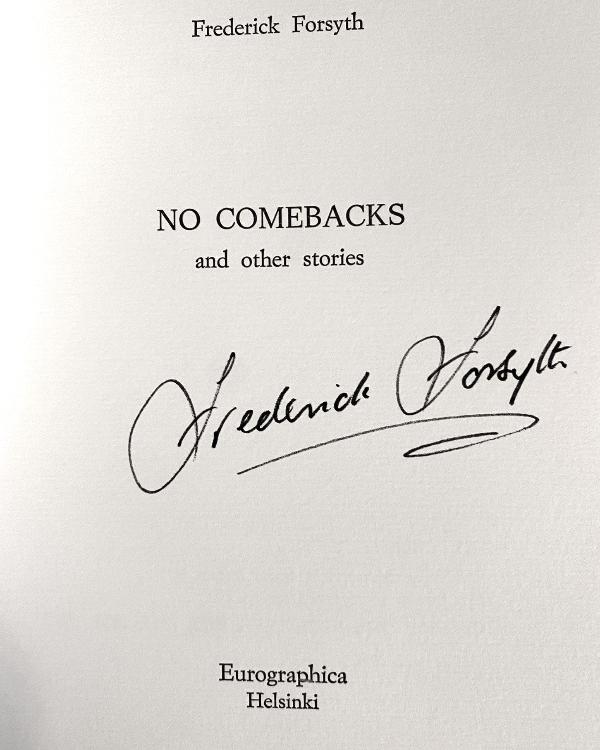 Frederick Forsyth
NO COMEBACKS
and other stories
Frederick Forsyth
Eurographica
Helsinki